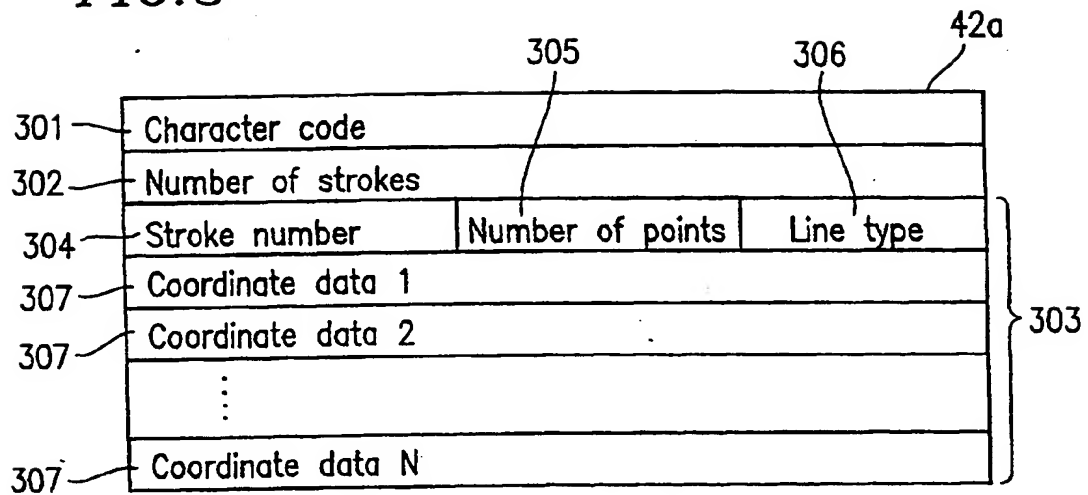 42a
305 306
301 Character code
302 Number of strokes
304 Stroke number Number of points Line type
307 Coordinate data 1
307 Coordinate data 2
303
307 Coordinate data N